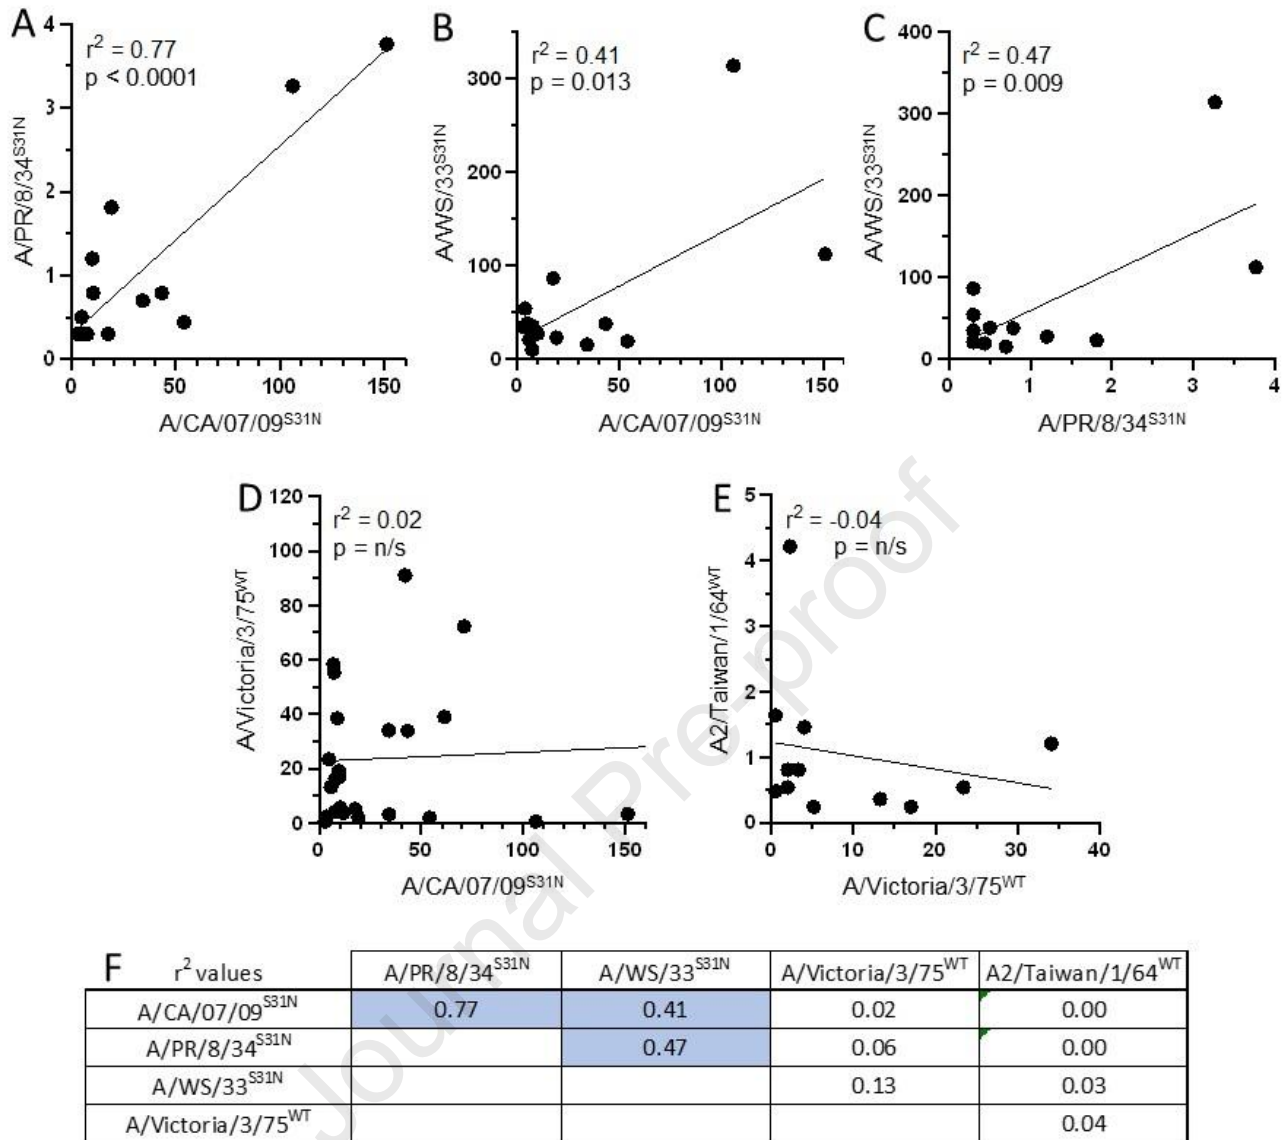 A
r² = 0.77
p < 0.0001
4
3
2
1
0
0 50 100 150
A/PR/8/34^S31N
A/CA/07/09^S31N
B
r² = 0.41
p = 0.013
300
200
100
0
0 50 100 150
A/WS/33^S31N
A/CA/07/09^S31N
C
r² = 0.47
p = 0.009
400
300
200
100
0
0 1 2 3 4
A/WS/33^S31N
A/PR/8/34^S31N
D
r² = 0.02
p = n/s
120
100
80
60
40
20
0
0 50 100 150
A/Victoria/3/75^WT
A/CA/07/09^S31N
E
r² = -0.04
p = n/s
5
4
3
2
1
0
0 10 20 30 40
A2/Taiwan/1/64^WT
A/Victoria/3/75^WT
Journal Pre-proof
F r² values A/PR/8/34^S31N A/WS/33^S31N A/Victoria/3/75^WT A2/Taiwan/1/64^WT
A/CA/07/09^S31N 0.77 0.41 0.02 0.00
A/PR/8/34^S31N 0.47 0.06 0.00
A/WS/33^S31N 0.13 0.03
A/Victoria/3/75^WT 0.04